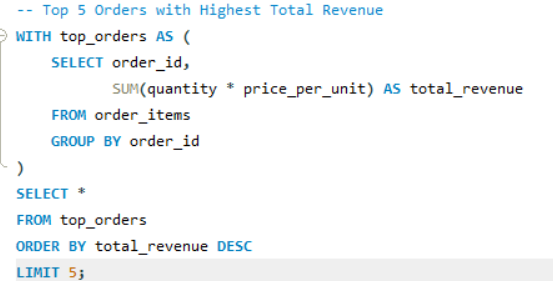 -- Top 5 Orders with Highest Total Revenue
WITH top_orders AS (
SELECT order_id,
SUM(quantity * price_per_unit) AS total_revenue
FROM order_items
GROUP BY order_id
)
SELECT *
FROM top_orders
ORDER BY total_revenue DESC
LIMIT 5;